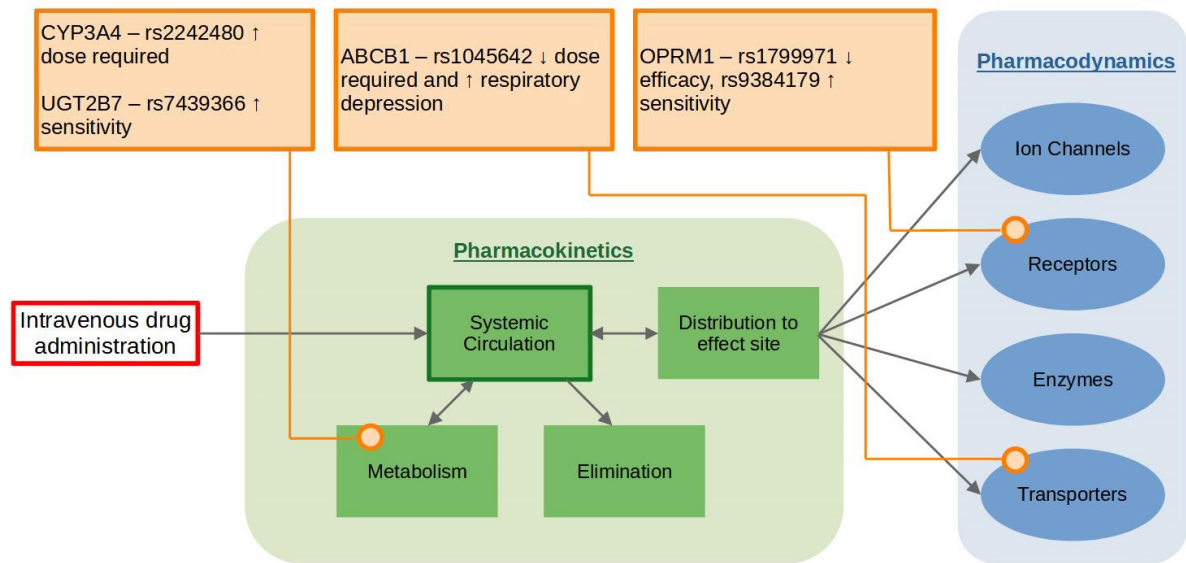 CYP3A4 – rs2242480 ↑
dose required
UGT2B7 – rs7439366 ↑
sensitivity
ABCB1 – rs1045642 ↓ dose
required and ↑ respiratory
depression
OPRM1 – rs1799971 ↓
efficacy, rs9384179 ↑
sensitivity
Pharmacodynamics
Ion Channels
Receptors
Enzymes
Transporters
Pharmacokinetics
Intravenous drug
administration
Systemic
Circulation
Distribution to
effect site
Metabolism
Elimination